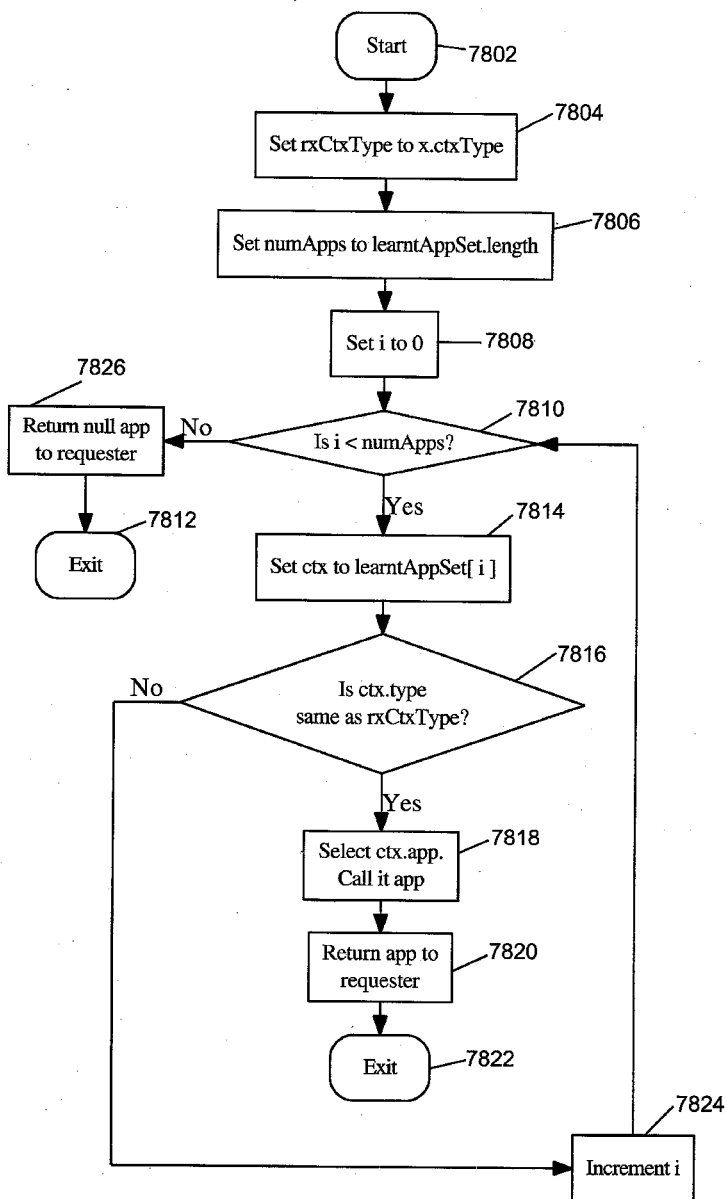 Start
7802
7804
Set rxCtxType to x.ctxType
7806
Set numApps to learntAppSet.length
Set i to 0
7808
7826
7810
Return null app
to requester
No
Is i < numApps?
Yes
7812
7814
Exit
Set ctx to learntAppSet[ i ]
7816
No
Is ctx.type
same as rxCtxType?
Yes
7818
Select ctx.app.
Call it app
7820
Return app to
requester
Exit
7822
7824
Increment i